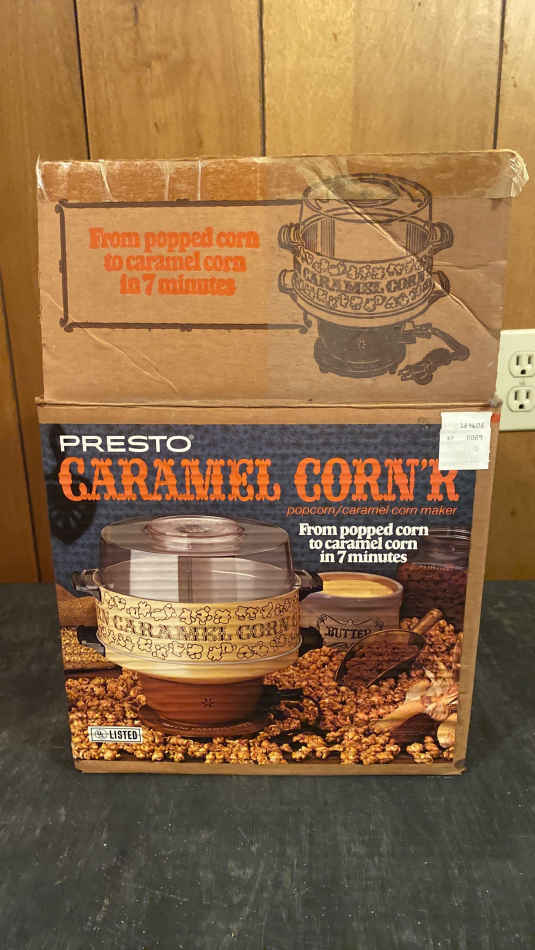 From popped corn
to caramel corn
in 7 minutes
CARAMEL CORN
PRESTO
CARAMEL CORN'R
popcorn/caramel corn maker
From popped corn
to caramel corn
in 7 minutes
CARAMEL CORN
BUTTER
UL LISTED